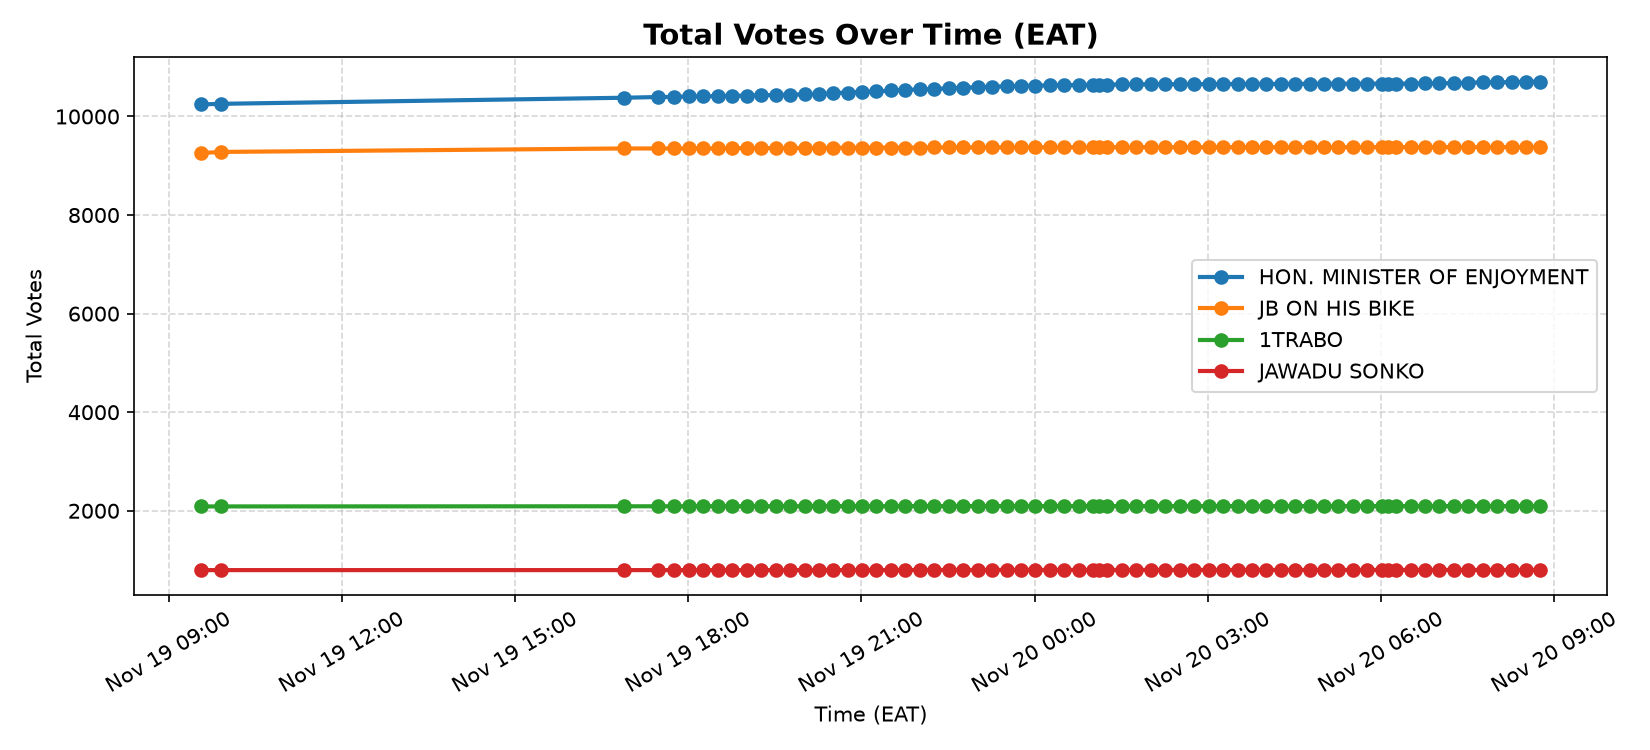 Total Votes Over Time (EAT)
Total Votes
10000
8000
6000
4000
2000
HON. MINISTER OF ENJOYMENT
JB ON HIS BIKE
1TRABO
JAWADU SONKO
Nov 19 09:00
Nov 19 12:00
Nov 19 15:00
Nov 19 18:00
Nov 19 21:00
Nov 20 00:00
Nov 20 03:00
Nov 20 06:00
Nov 20 09:00
Time (EAT)